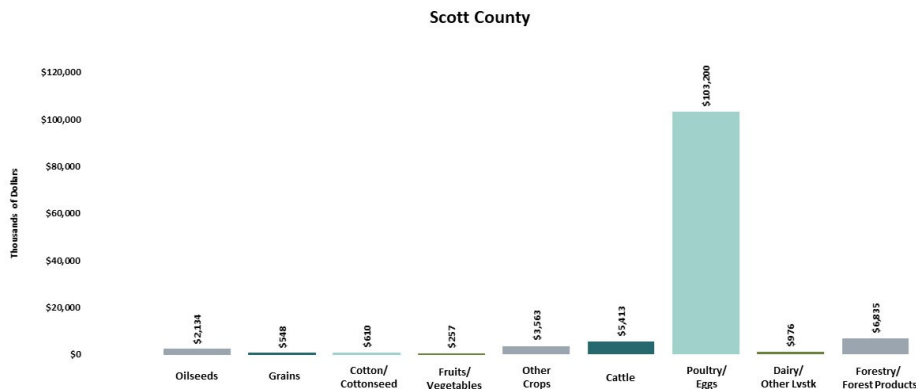 Scott County
Thousands of Dollars
$120,000
$100,000
$80,000
$60,000
$40,000
$20,000
$0
$2,134
$548
$610
$257
$3,563
$5,413
$103,200
$976
$6,835
Oilseeds
Grains
Cotton/
Cottonseed
Fruits/
Vegetables
Other
Crops
Cattle
Poultry/
Eggs
Dairy/
Other Lvstk
Forestry/
Forest Products